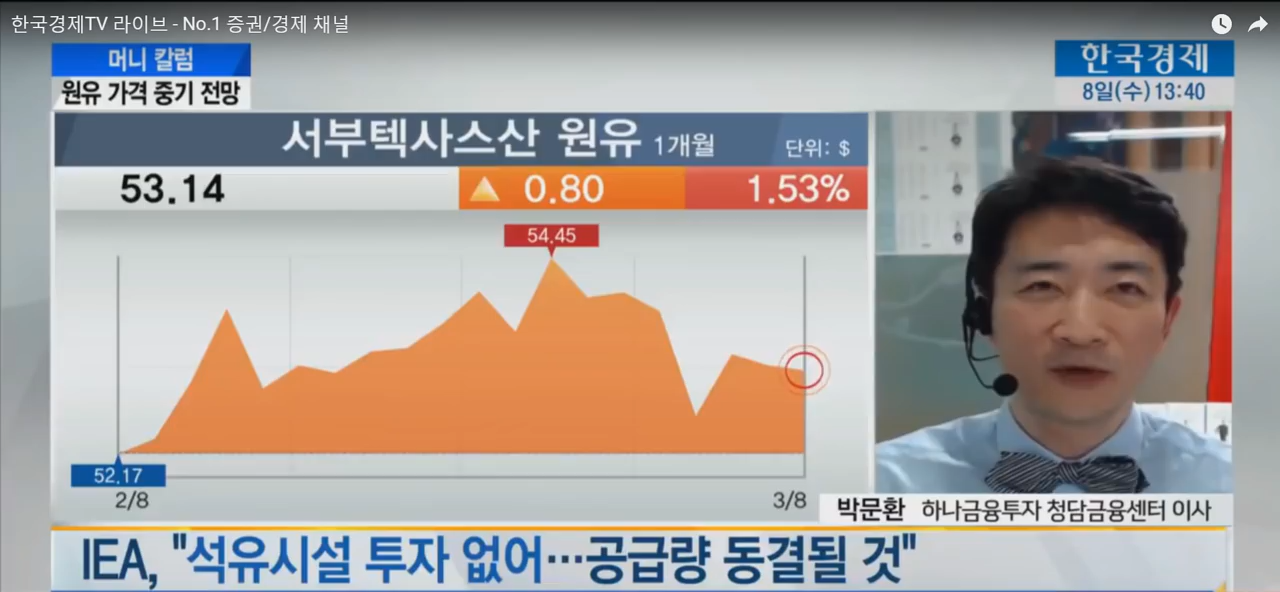 한국경제TV 라이브 - No.1 증권/경제 채널
머니 칼럼
원유 가격 중기 전망
한국경제
8일(수) 13:40
서부텍사스산 원유 1개월 단위: $
53.14 0.80 1.53%
54.45
52.17
2/8 3/8
박문환 하나금융투자 청담금융센터 이사
IEA, "석유시설 투자 없어…공급량 동결될 것"